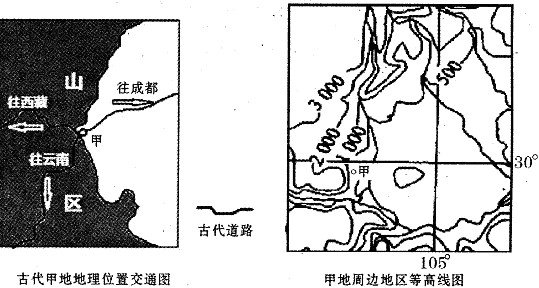 山
区
往成都
往西藏
甲
往云南
古代道路
古代甲地地理位置交通图
3 000
2 000
1 000
500
甲
30°
105°
甲地周边地区等高线图